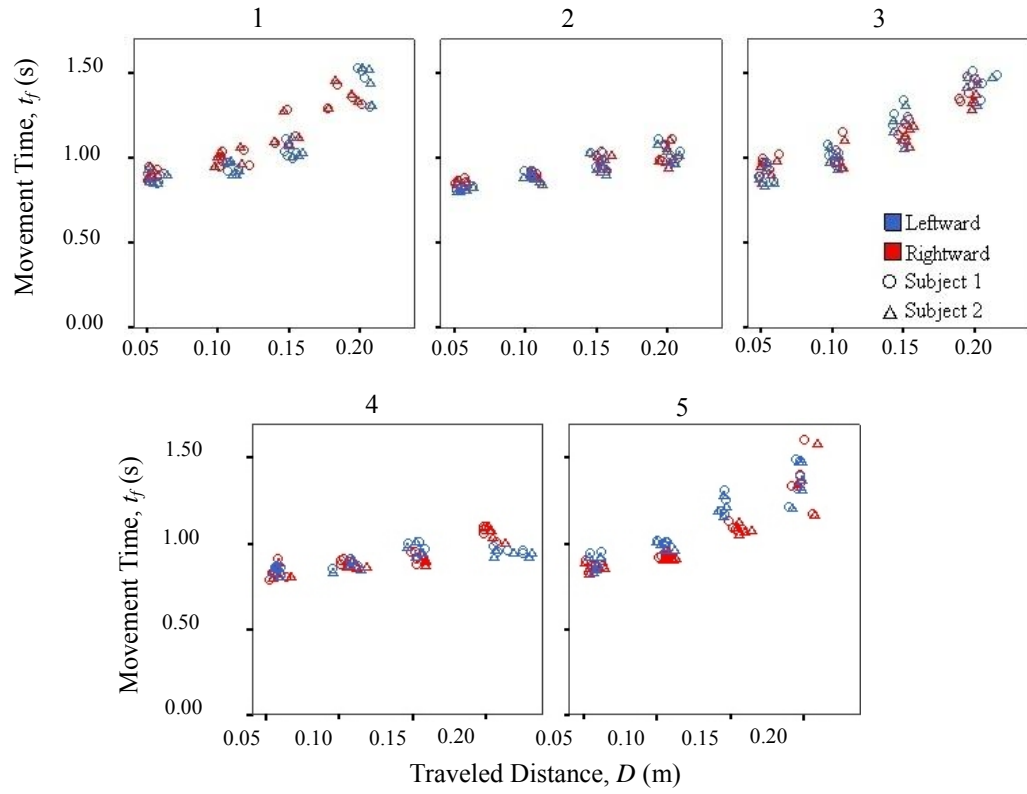 1 2 3
Movement Time, t_f (s)
1.50
1.00
0.50
0.00
0.05 0.10 0.15 0.20
0.05 0.10 0.15 0.20
0.05 0.10 0.15 0.20
Leftward
Rightward
Subject 1
Subject 2
4 5
Movement Time, t_f (s)
1.50
1.00
0.50
0.00
0.05 0.10 0.15 0.20
0.05 0.10 0.15 0.20
Traveled Distance, D (m)